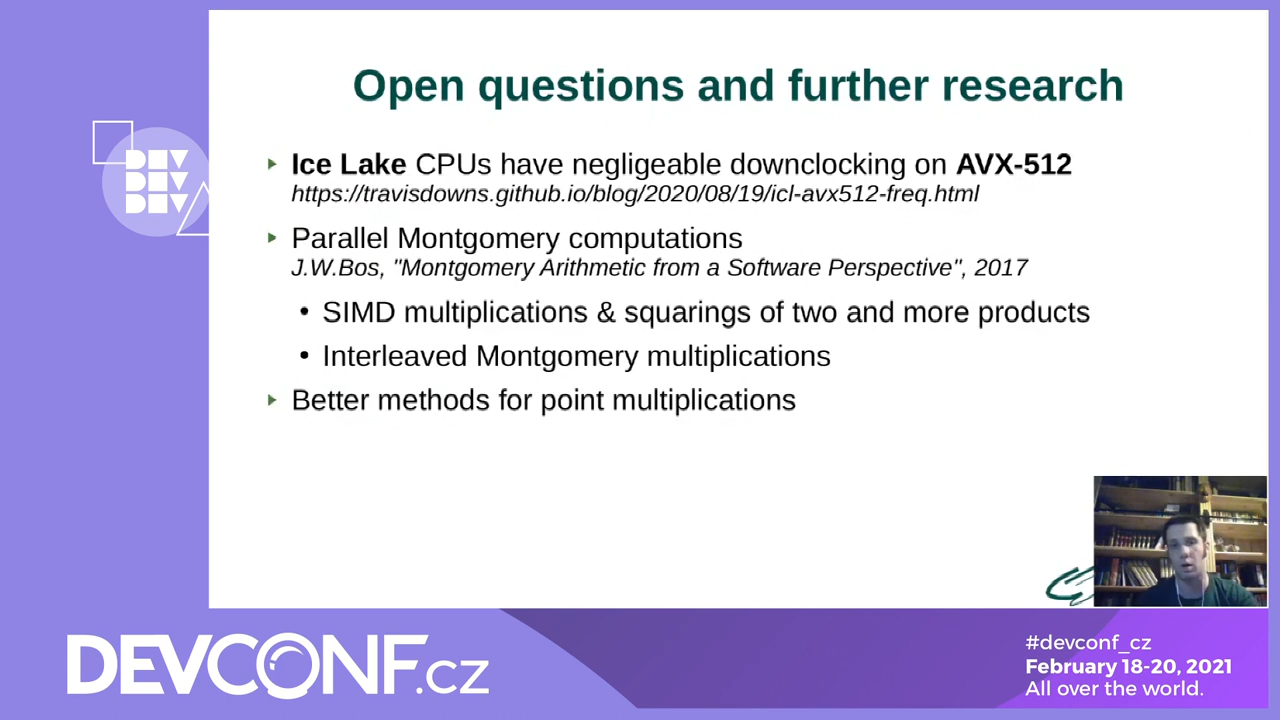 Open questions and further research
Ice Lake CPUs have negligeable downclocking on AVX-512
https://travisdowns.github.io/blog/2020/08/19/icl-avx512-freq.html
Parallel Montgomery computations
J.W.Bos, "Montgomery Arithmetic from a Software Perspective", 2017
• SIMD multiplications & squarings of two and more products
• Interleaved Montgomery multiplications
Better methods for point multiplications
DEV
DEV
DEV
DEVCONF.cz
#devconf_cz
February 18-20, 2021
All over the world.